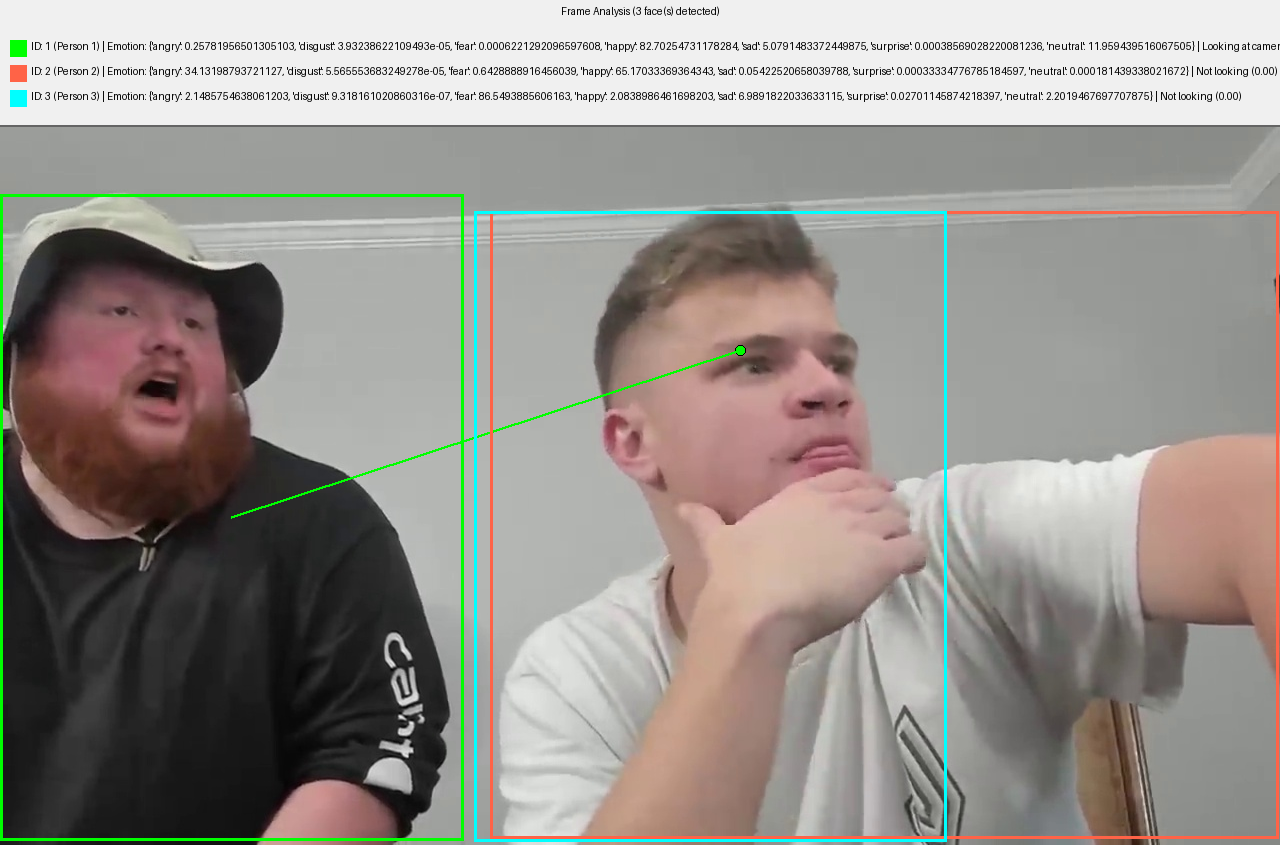 Frame Analysis (3 face(s) detected)
ID: 1 (Person 1) | Emotion: {'angry': 0.25781956501305103, 'disgust': 3.93238622109493e-05, 'fear': 0.0006221292096597608, 'happy': 82.70254731178284, 'sad': 5.0791483372449875, 'surprise': 0.00038569028220081236, 'neutral': 11.959439516067505} | Looking at camer
ID: 2 (Person 2) | Emotion: {'angry': 34.13198793721127, 'disgust': 5.565553683249278e-05, 'fear': 0.6428888916456039, 'happy': 65.17033369364343, 'sad': 0.05422520658039788, 'surprise': 0.00033334776785184597, 'neutral': 0.000181439338021672} | Not looking (0.00)
ID: 3 (Person 3) | Emotion: {'angry': 2.1485754638061203, 'disgust': 9.318161020860316e-07, 'fear': 86.5493885606163, 'happy': 2.0838986461698203, 'sad': 6.9891822033633115, 'surprise': 0.02701145874218397, 'neutral': 2.2019467697707875} | Not looking (0.00)